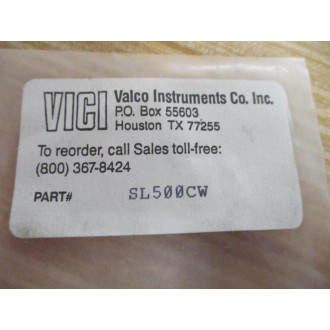 VICI
Valco Instruments Co. Inc.
P.O. Box 55603
Houston TX 77255
To reorder, call Sales toll-free:
(800) 367-8424
PART# SL500CW